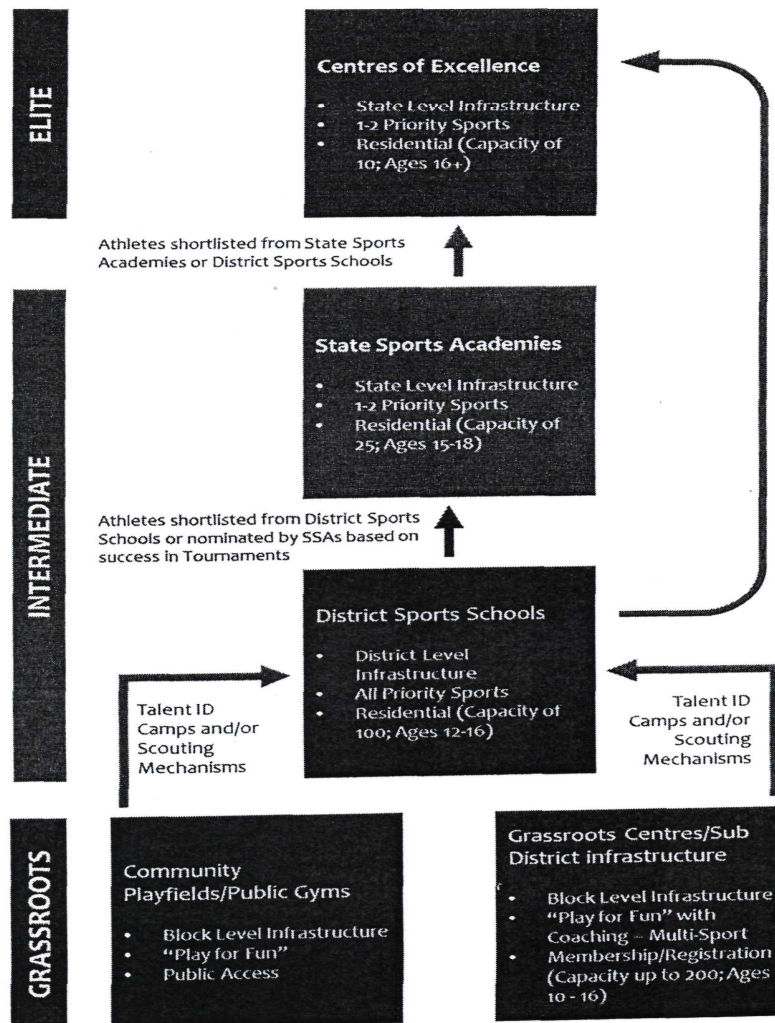 ELITE
Centres of Excellence
• State Level Infrastructure
• 1-2 Priority Sports
• Residential (Capacity of
10; Ages 16+)
Athletes shortlisted from State Sports
Academies or District Sports Schools
INTERMEDIATE
State Sports Academies
• State Level Infrastructure
• 1-2 Priority Sports
• Residential (Capacity of
25; Ages 15-18)
Athletes shortlisted from District Sports
Schools or nominated by SSAs based on
success in Tournaments
District Sports Schools
• District Level
Infrastructure
• All Priority Sports
• Residential (Capacity of
100; Ages 12-16)
Talent ID
Camps and/or
Scouting
Mechanisms
Talent ID
Camps and/or
Scouting
Mechanisms
GRASSROOTS
Community
Playfields/Public Gyms
• Block Level Infrastructure
• “Play for Fun”
• Public Access
Grassroots Centres/Sub
District infrastructure
• Block Level Infrastructure
• “Play for Fun” with
Coaching – Multi-Sport
• Membership/Registration
(Capacity up to 200; Ages
10 - 16)